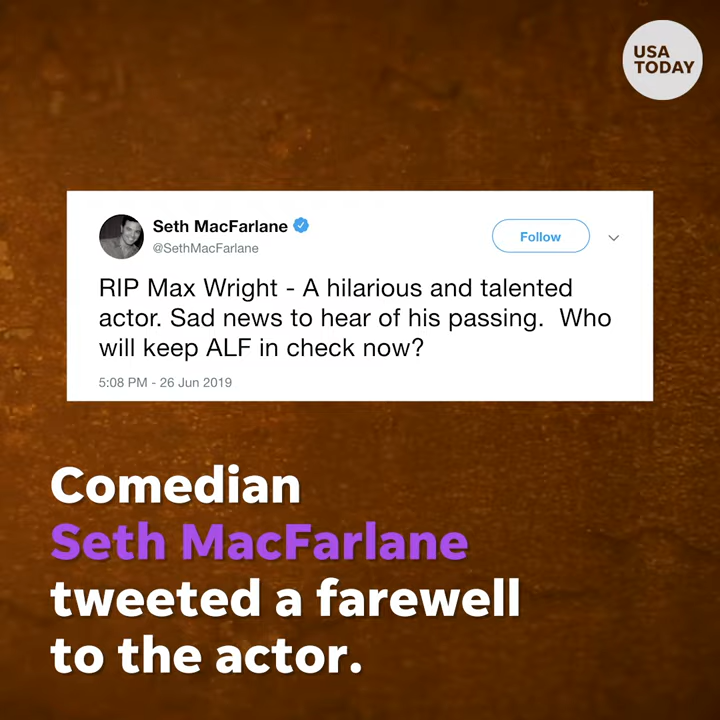 USA
TODAY
Seth MacFarlane
@SethMacFarlane
Follow
RIP Max Wright - A hilarious and talented
actor. Sad news to hear of his passing.  Who
will keep ALF in check now?
5:08 PM - 26 Jun 2019
Comedian
Seth MacFarlane
tweeted a farewell
to the actor.